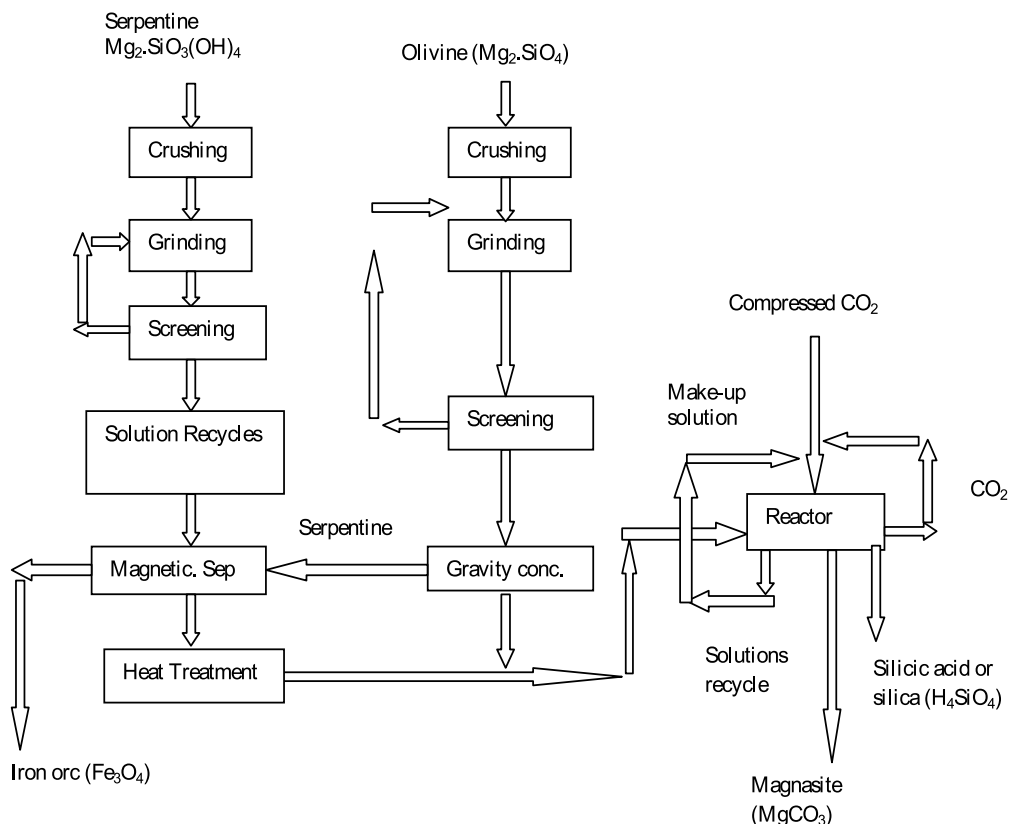 Serpentine
Mg₂.SiO₃(OH)₄
Olivine (Mg₂.SiO₄)
Crushing
Crushing
Grinding
Grinding
Compressed CO₂
Screening
Make-up
solution
Screening
Solution Recycles
CO₂
Reactor
Serpentine
Magnetic. Sep
Gravity conc.
Heat Treatment
Solutions
recycle
Silicic acid or
silica (H₄SiO₄)
Iron orc (Fe₃O₄)
Magnasite
(MgCO₃)